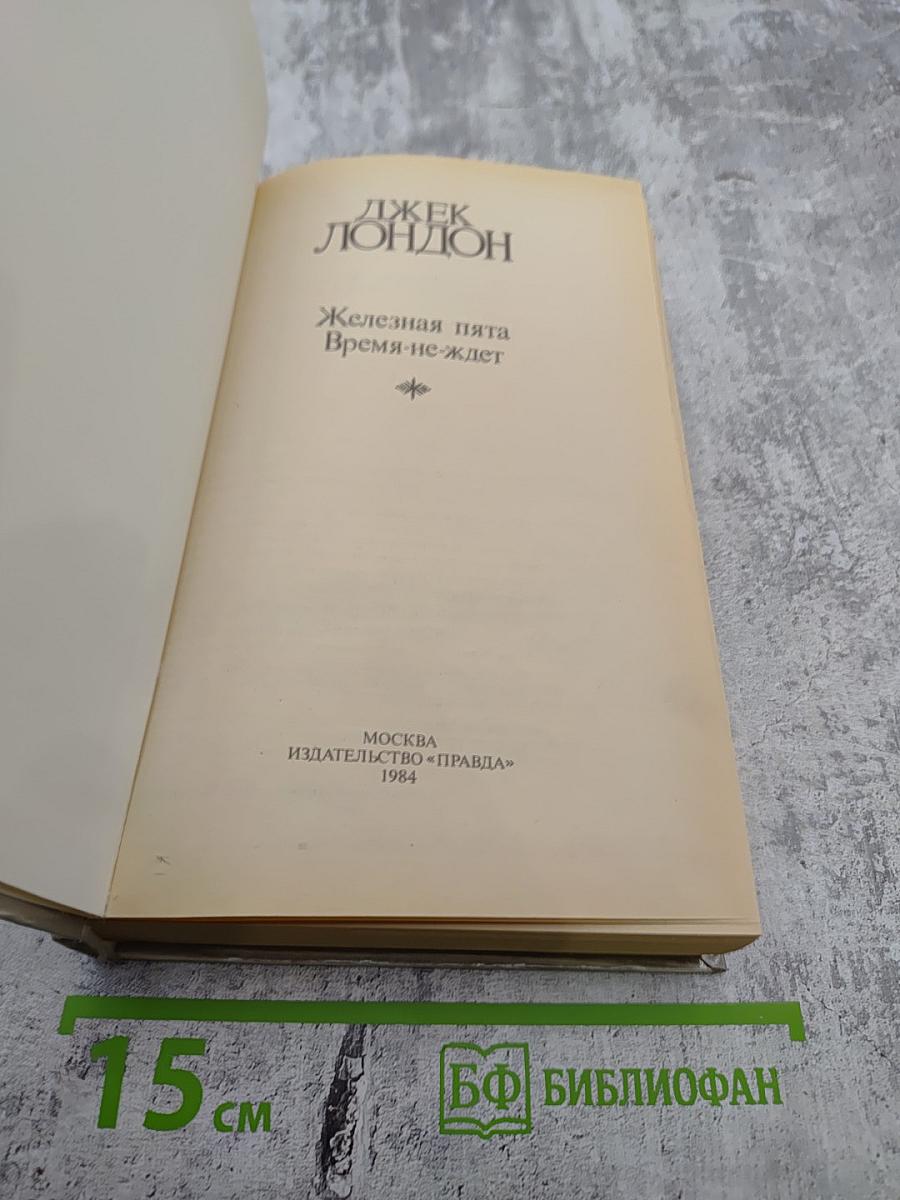 ДЖЕК
ЛОНДОН
Железная пята
Время-не-ждет
МОСКВА
ИЗДАТЕЛЬСТВО «ПРАВДА»
1984
15 см
БФ БИБЛИОФАН